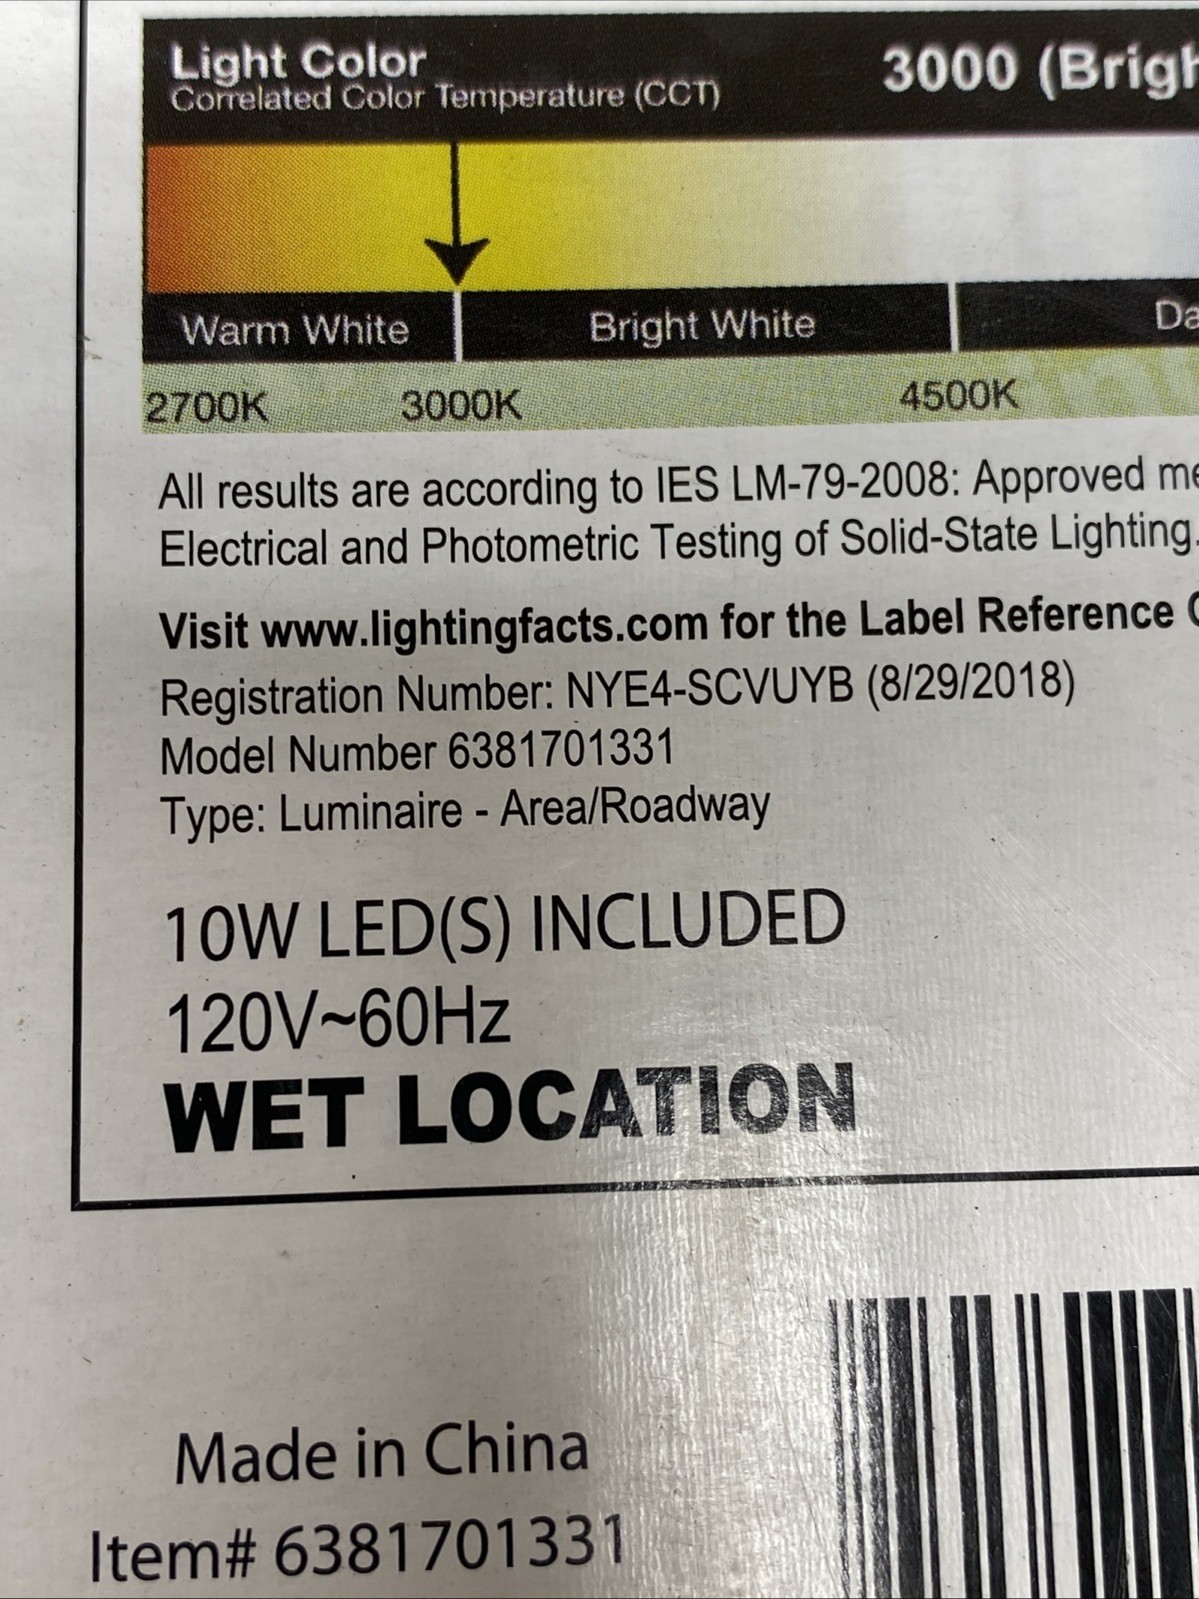 Light Color
Correlated Color Temperature (CCT)
3000 (Brigh
Warm White
Bright White
Da
2700K
3000K
4500K
All results are according to IES LM-79-2008: Approved me
Electrical and Photometric Testing of Solid-State Lighting.
Visit www.lightingfacts.com for the Label Reference
Registration Number: NYE4-SCVUYB (8/29/2018)
Model Number 6381701331
Type: Luminaire - Area/Roadway
10W LED(S) INCLUDED
120V~60Hz
WET LOCATION
Made in China
Item# 6381701331